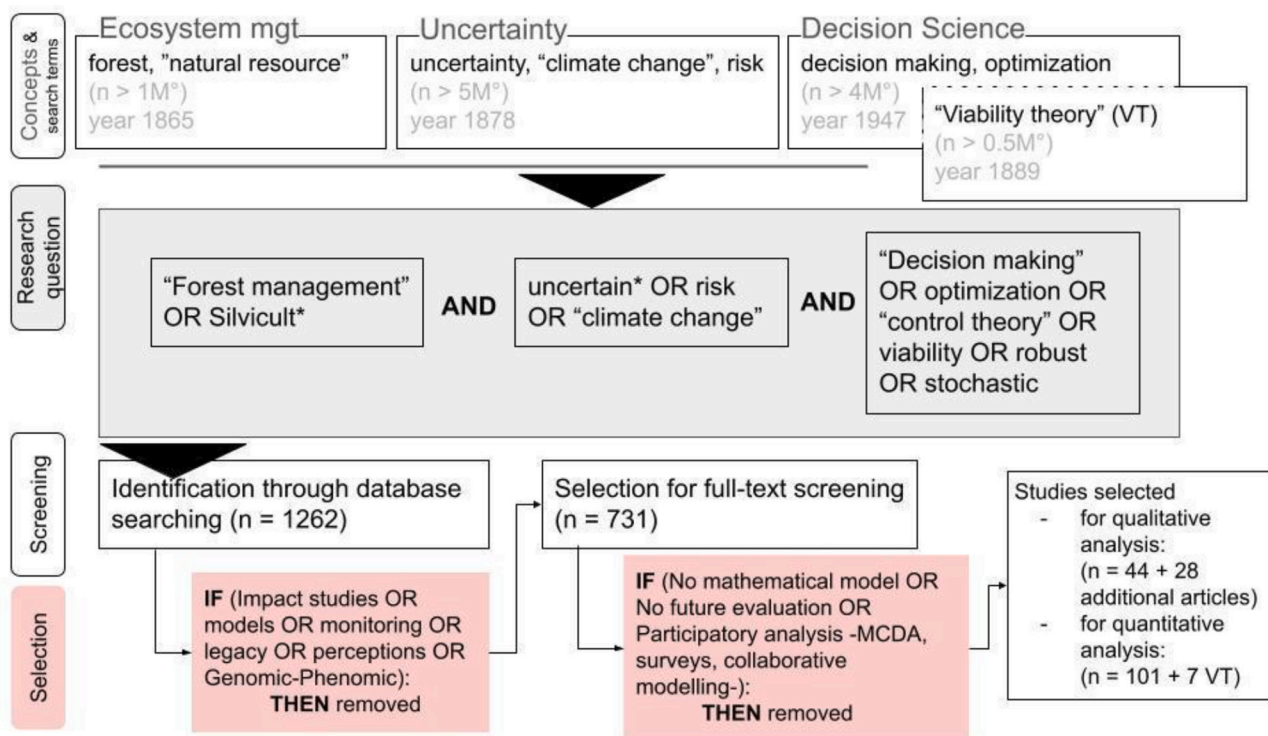 Concepts &
search terms
Ecosystem mgt
forest, "natural resource"
(n > 1M°)
year 1865
Uncertainty
uncertainty, “climate change”, risk
(n > 5M°)
year 1878
Decision Science
decision making, optimization
(n > 4M°)
year 1947
“Viability theory” (VT)
(n > 0.5M°)
year 1889
Research
question
“Forest management”
OR Silvicult*
AND
uncertain* OR risk
OR “climate change”
AND
“Decision making”
OR optimization OR
“control theory” OR
viability OR robust
OR stochastic
Screening
Identification through database
searching (n = 1262)
Selection for full-text screening
(n = 731)
Studies selected
- for qualitative
analysis:
(n = 44 + 28
additional articles)
- for quantitative
analysis:
(n = 101 + 7 VT)
Selection
IF (Impact studies OR
models OR monitoring OR
legacy OR perceptions OR
Genomic-Phenomic):
THEN removed
IF (No mathematical model OR
No future evaluation OR
Participatory analysis -MCDA,
surveys, collaborative
modelling-):
THEN removed